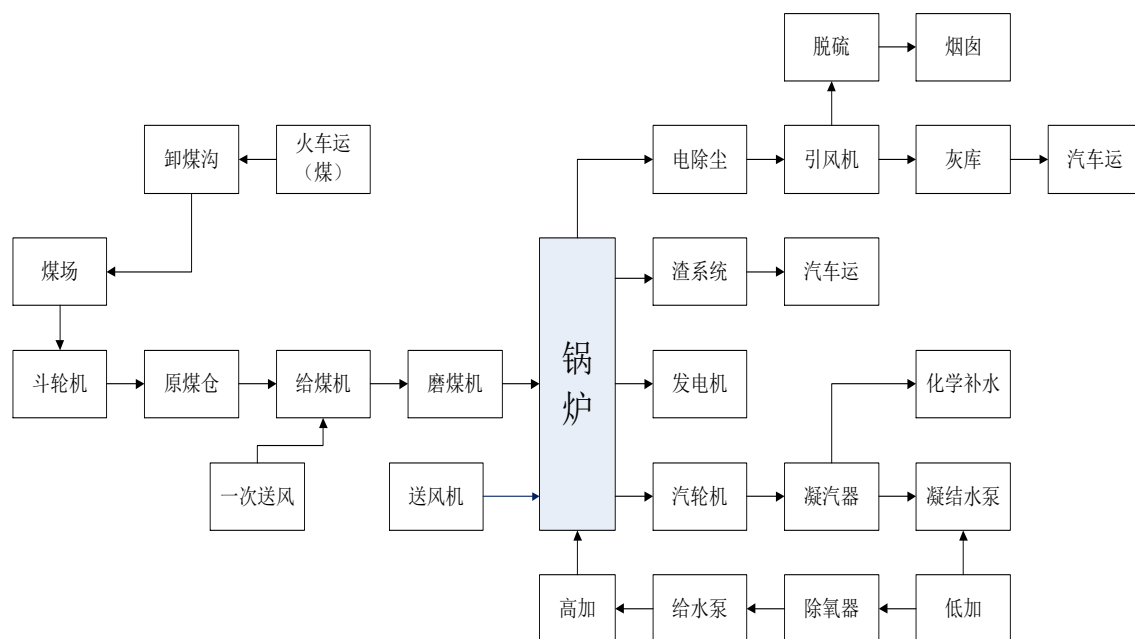 脱硫
烟囱
卸煤沟
火车运
（煤）
电除尘
引风机
灰库
汽车运
煤场
渣系统
汽车运
锅
炉
斗轮机
原煤仓
给煤机
磨煤机
发电机
化学补水
一次送风
送风机
汽轮机
凝汽器
凝结水泵
高加
给水泵
除氧器
低加